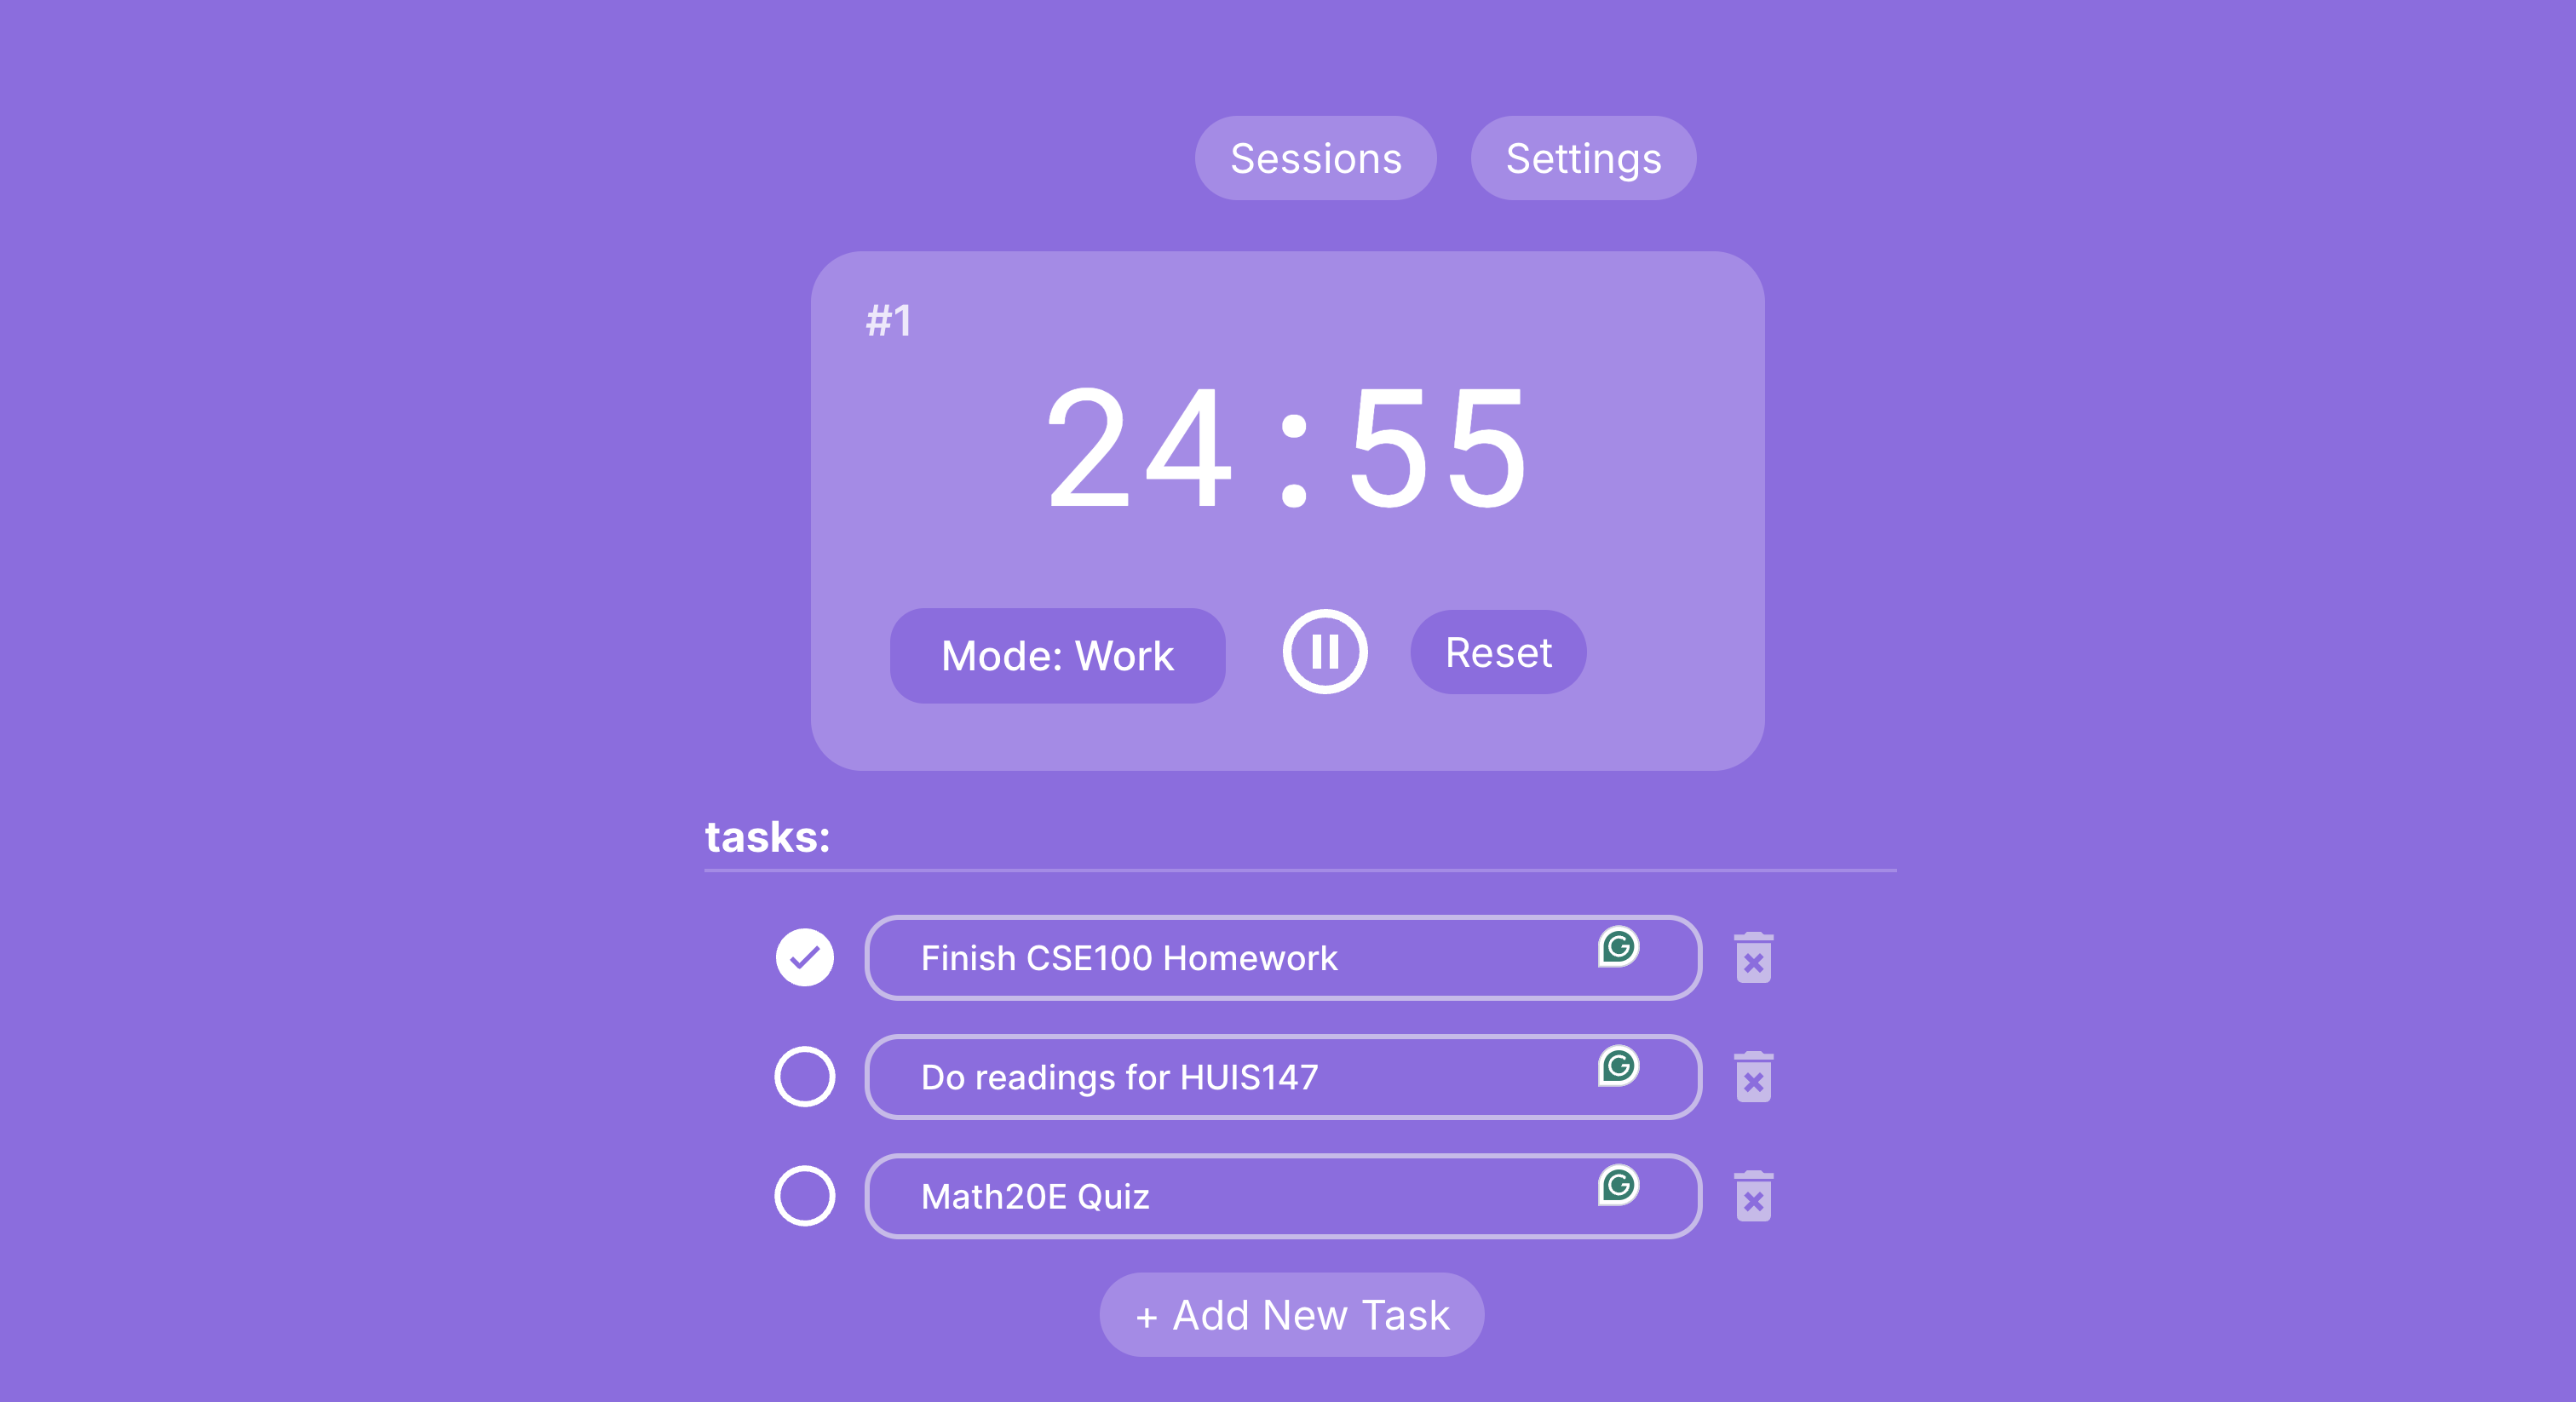 Sessions Settings
#1
24:55
Mode: Work Reset
tasks:
Finish CSE100 Homework
Do readings for HUIS147
Math20E Quiz
+ Add New Task